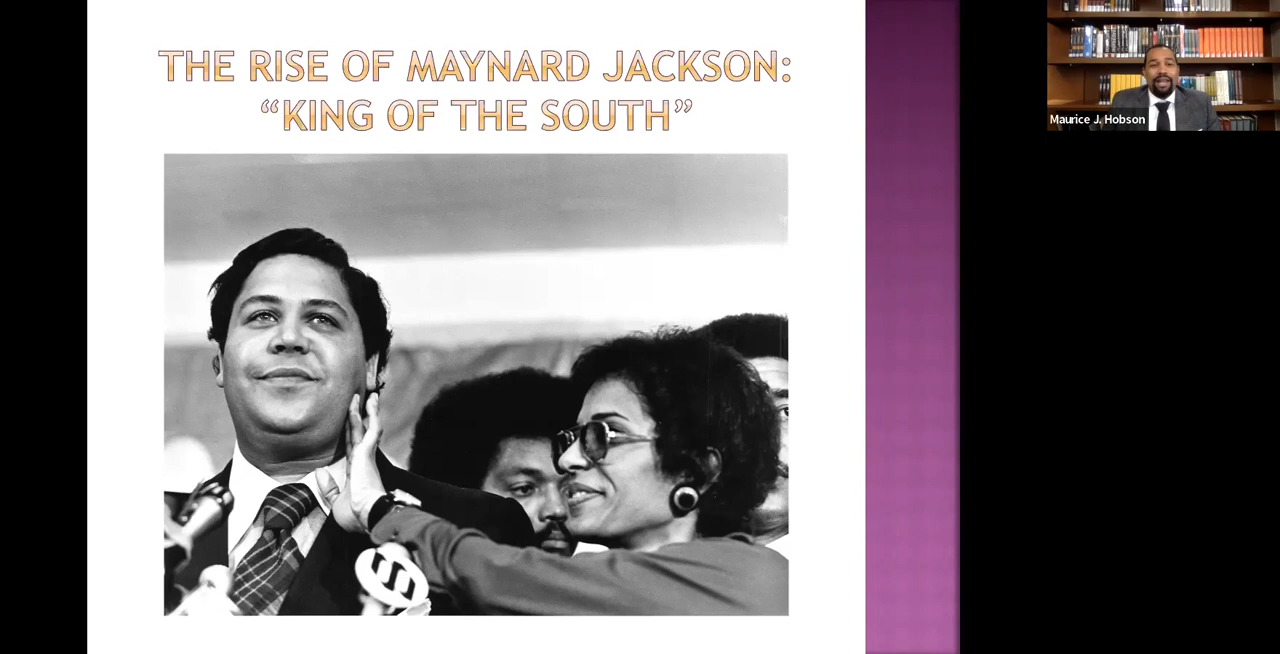 THE RISE OF MAYNARD JACKSON:
“KING OF THE SOUTH”
Maurice J. Hobson